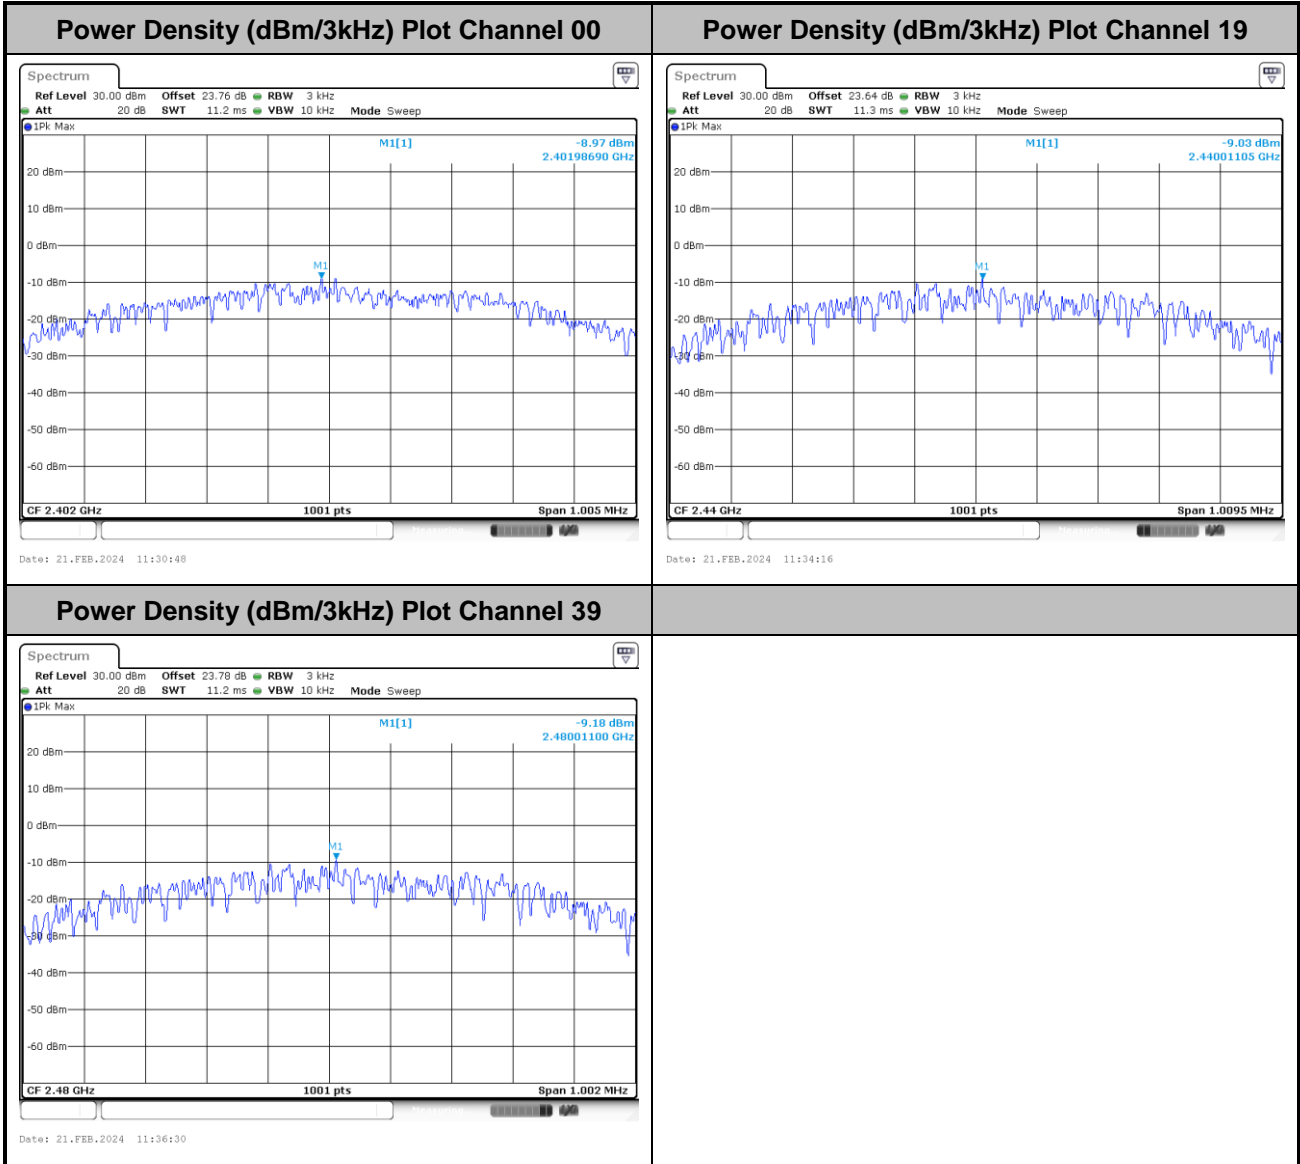 Power Density (dBm/3kHz) Plot Channel 00
Spectrum
Ref Level 30.00 dBm Offset 23.76 dB RBW 3 kHz
Att 20 dB SWT 11.2 ms VBW 10 kHz Mode Sweep
1Pk Max
M1[1] -8.97 dBm
2.40198690 GHz
20 dBm
10 dBm
0 dBm
M1
-10 dBm
-20 dBm
-30 dBm
-40 dBm
-50 dBm
-60 dBm
CF 2.402 GHz 1001 pts Span 1.005 MHz
Date: 21.FEB.2024 11:30:48
Power Density (dBm/3kHz) Plot Channel 19
Spectrum
Ref Level 30.00 dBm Offset 23.64 dB RBW 3 kHz
Att 20 dB SWT 11.3 ms VBW 10 kHz Mode Sweep
1Pk Max
M1[1] -9.03 dBm
2.44001105 GHz
20 dBm
10 dBm
0 dBm
M1
-10 dBm
-20 dBm
-30 dBm
-40 dBm
-50 dBm
-60 dBm
CF 2.44 GHz 1001 pts Span 1.0095 MHz
Measuring...
Date: 21.FEB.2024 11:34:16
Power Density (dBm/3kHz) Plot Channel 39
Spectrum
Ref Level 30.00 dBm Offset 23.78 dB RBW 3 kHz
Att 20 dB SWT 11.2 ms VBW 10 kHz Mode Sweep
1Pk Max
M1[1] -9.18 dBm
2.48001100 GHz
20 dBm
10 dBm
0 dBm
M1
-10 dBm
-20 dBm
-30 dBm
-40 dBm
-50 dBm
-60 dBm
CF 2.48 GHz 1001 pts Span 1.002 MHz
Measuring...
Date: 21.FEB.2024 11:36:30